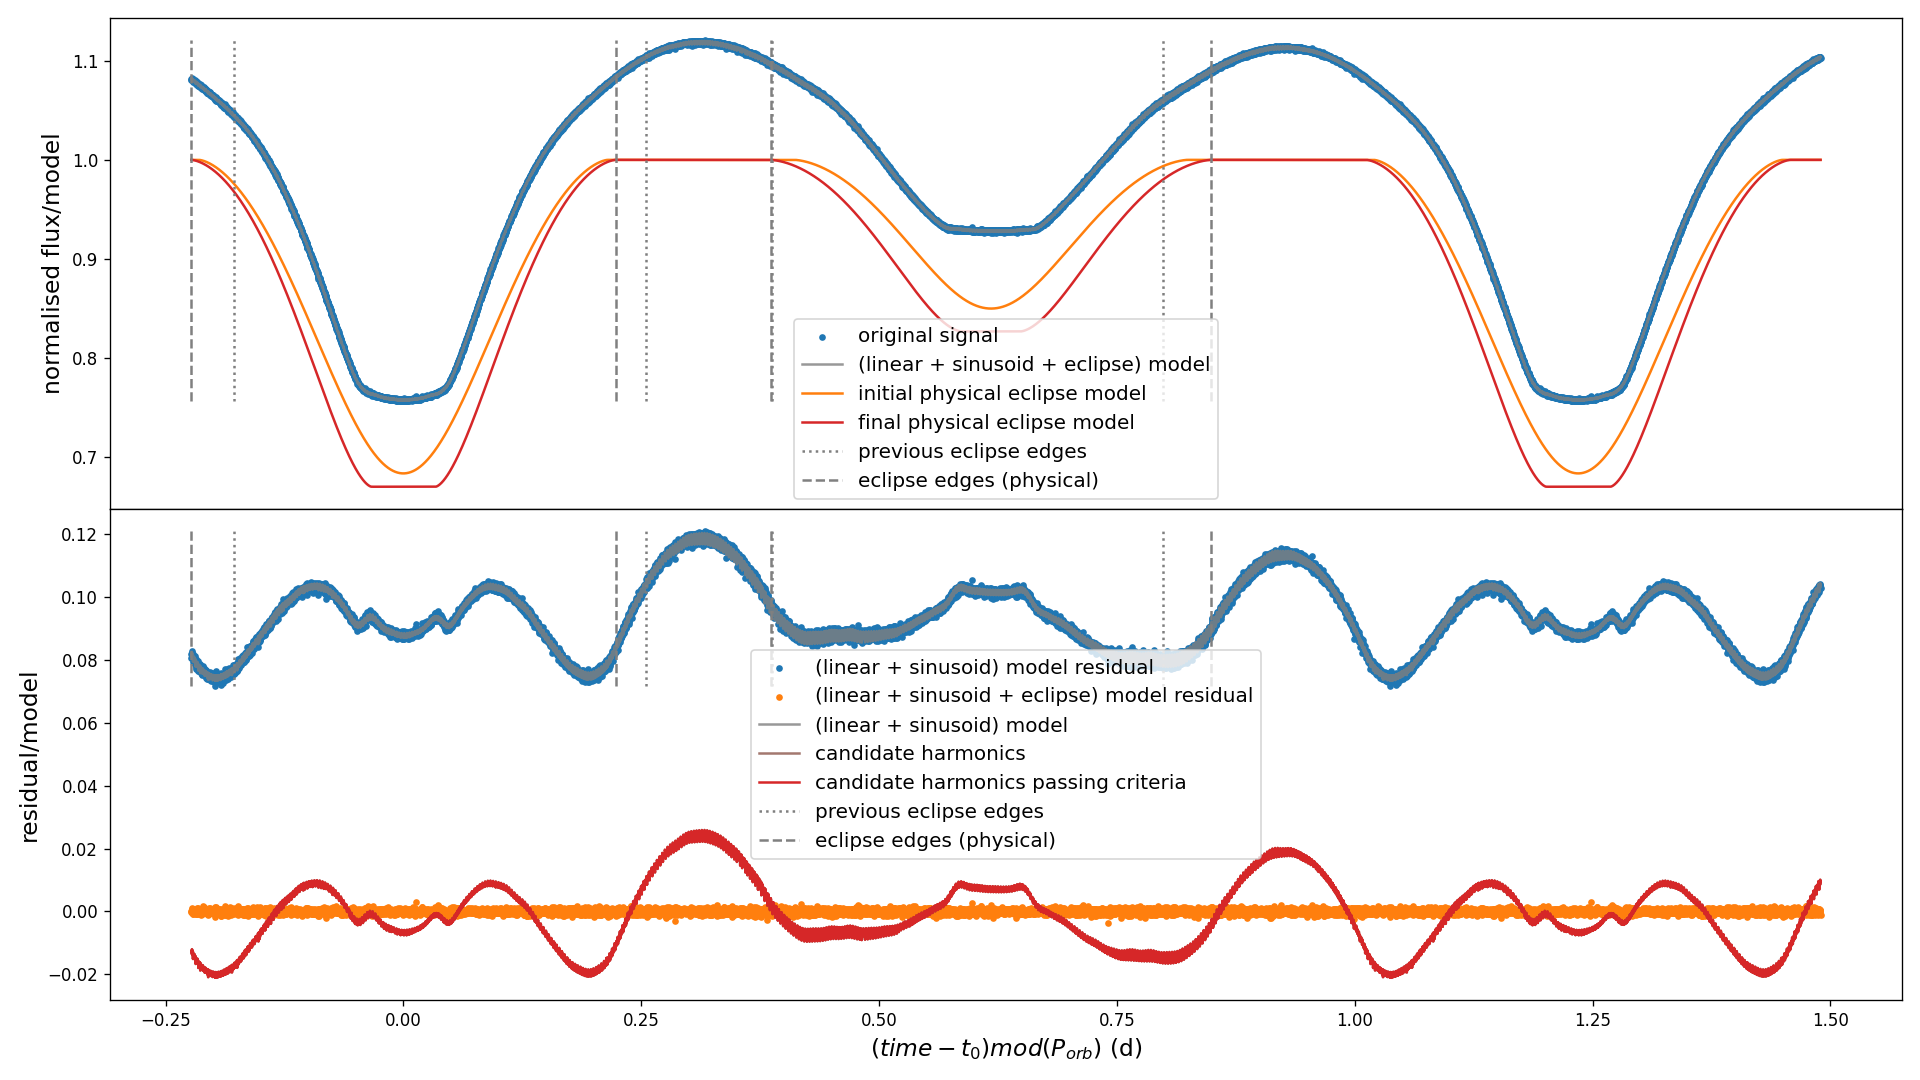 normalised flux/model
1.1
1.0
0.9
0.8
0.7
original signal
(linear + sinusoid + eclipse) model
initial physical eclipse model
final physical eclipse model
previous eclipse edges
eclipse edges (physical)
residual/model
0.12
0.10
0.08
0.06
0.04
0.02
0.00
−0.02
(linear + sinusoid) model residual
(linear + sinusoid + eclipse) model residual
(linear + sinusoid) model
candidate harmonics
candidate harmonics passing criteria
previous eclipse edges
eclipse edges (physical)
−0.25 0.00 0.25 0.50 0.75 1.00 1.25 1.50
(time − t₀)mod(Pₒᵣb) (d)